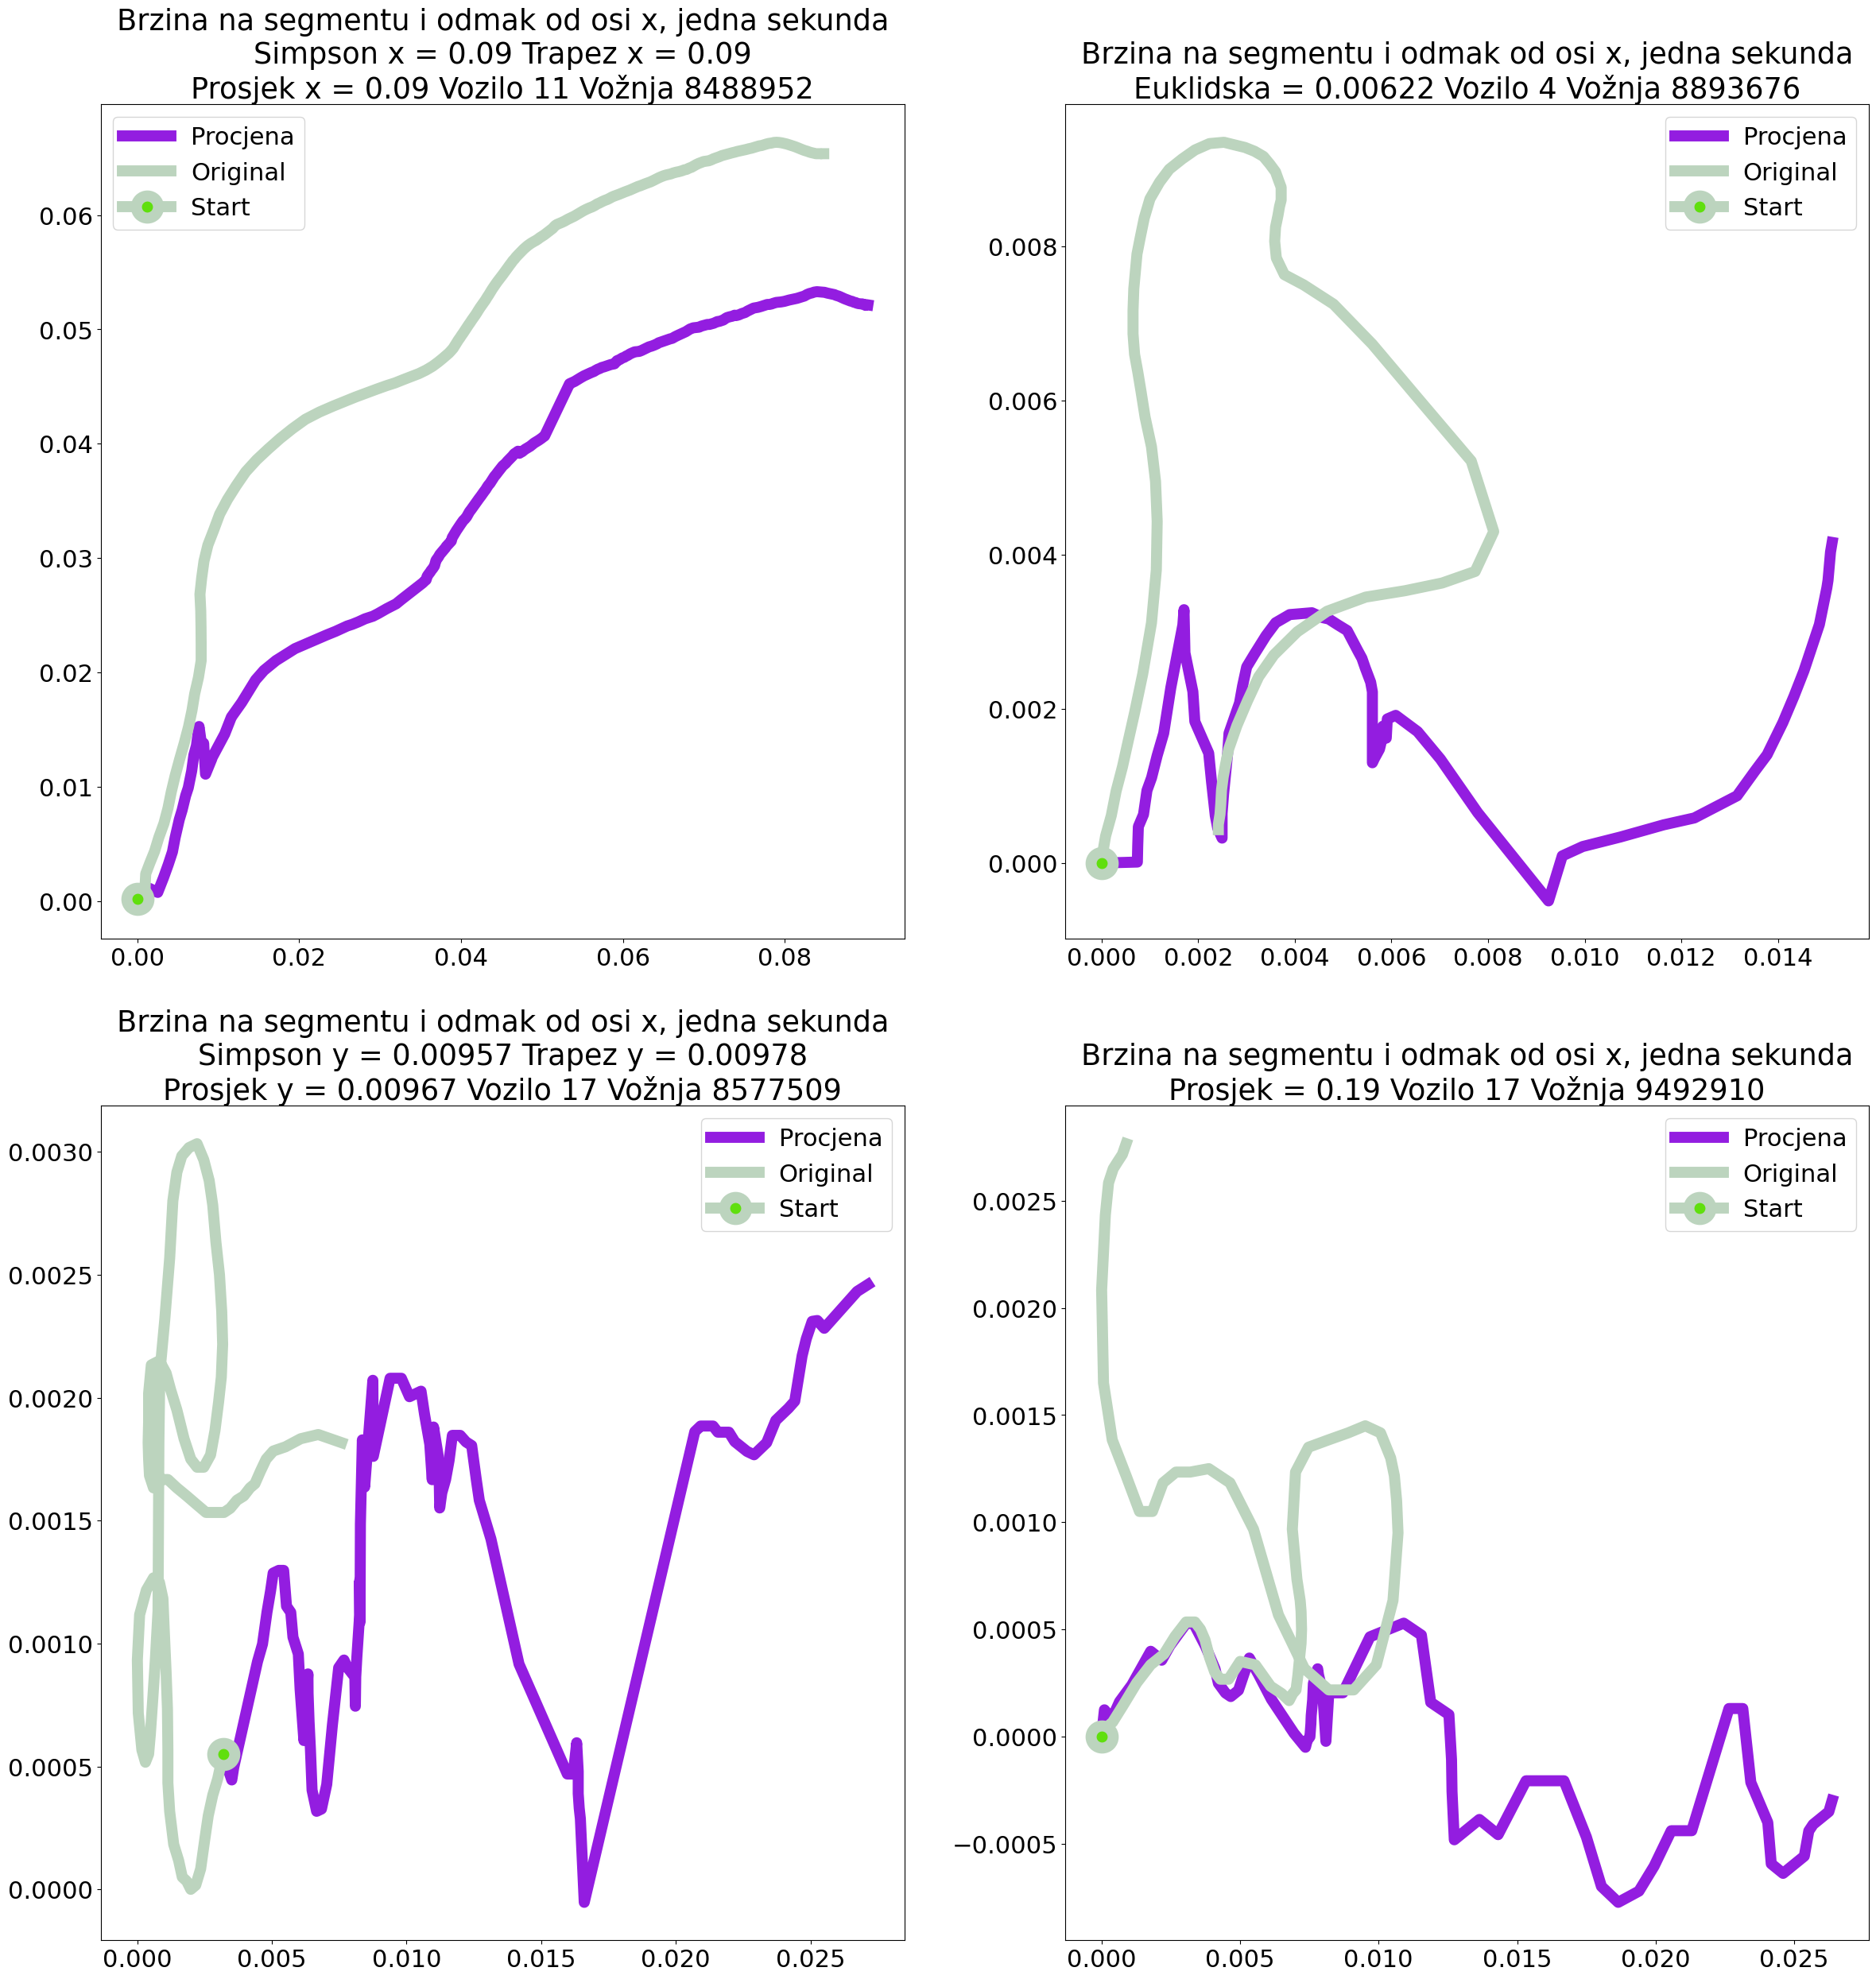 Brzina na segmentu i odmak od osi x, jedna sekunda
Simpson x = 0.09 Trapez x = 0.09
Prosjek x = 0.09 Vozilo 11 Vožnja 8488952
Procjena
Original
Start
0.06
0.05
0.04
0.03
0.02
0.01
0.00
0.00 0.02 0.04 0.06 0.08
Brzina na segmentu i odmak od osi x, jedna sekunda
Euklidska = 0.00622 Vozilo 4 Vožnja 8893676
Procjena
Original
Start
0.008
0.006
0.004
0.002
0.000
0.000 0.002 0.004 0.006 0.008 0.010 0.012 0.014
Brzina na segmentu i odmak od osi x, jedna sekunda
Simpson y = 0.00957 Trapez y = 0.00978
Prosjek y = 0.00967 Vozilo 17 Vožnja 8577509
Procjena
Original
Start
0.0030
0.0025
0.0020
0.0015
0.0010
0.0005
0.0000
0.000 0.005 0.010 0.015 0.020 0.025
Brzina na segmentu i odmak od osi x, jedna sekunda
Prosjek = 0.19 Vozilo 17 Vožnja 9492910
Procjena
Original
Start
0.0025
0.0020
0.0015
0.0010
0.0005
0.0000
−0.0005
0.000 0.005 0.010 0.015 0.020 0.025